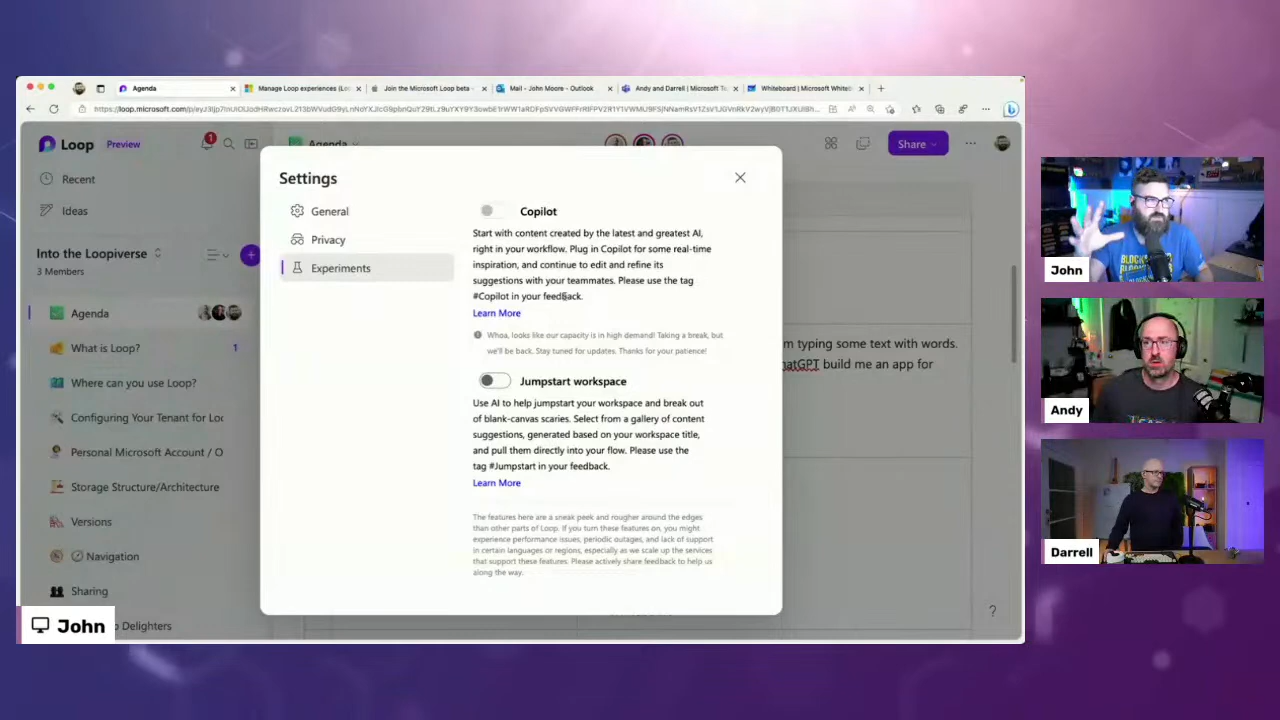 Agenda
Manage Loop experiences (Loo
Join the Microsoft Loop beta -
Mail - John Moore - Outlook
Andy and Darrell | Microsoft Te
Whiteboard | Microsoft Whiteb
Loop Preview
1
Agenda
Share
Recent
Ideas
Into the Loopiverse
3 Members
Agenda
What is Loop? 1
Where can you use Loop?
Configuring Your Tenant for Loc
Personal Microsoft Account / O
Storage Structure/Architecture
Versions
Navigation
Sharing
Delighters
Settings
General
Privacy
Experiments
Copilot
Start with content created by the latest and greatest AI,
right in your workflow. Plug in Copilot for some real-time
inspiration, and continue to edit and refine its
suggestions with your teammates. Please use the tag
#Copilot in your feedback.
Learn More
Whoa, looks like our capacity is in high demand! Taking a break, but
we'll be back. Stay tuned for updates. Thanks for your patience!
Jumpstart workspace
Use AI to help jumpstart your workspace and break out
of blank-canvas scaries. Select from a gallery of content
suggestions, generated based on your workspace title,
and pull them directly into your flow. Please use the
tag #Jumpstart in your feedback.
Learn More
The features here are a sneak peek and rougher around the edges
than other parts of Loop. If you turn these features on, you might
experience performance issues, periodic outages, and lack of support
in certain languages or regions, especially as we scale up the services
that support these features. Please actively share feedback to help us
along the way.
m typing some text with words.
hatGPT build me an app for
?
John
John
Andy
Darrell